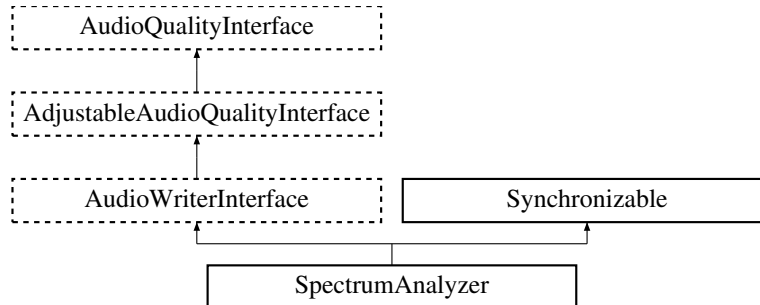 AudioQualityInterface
AdjustableAudioQualityInterface
AudioWriterInterface
Synchronizable
SpectrumAnalyzer